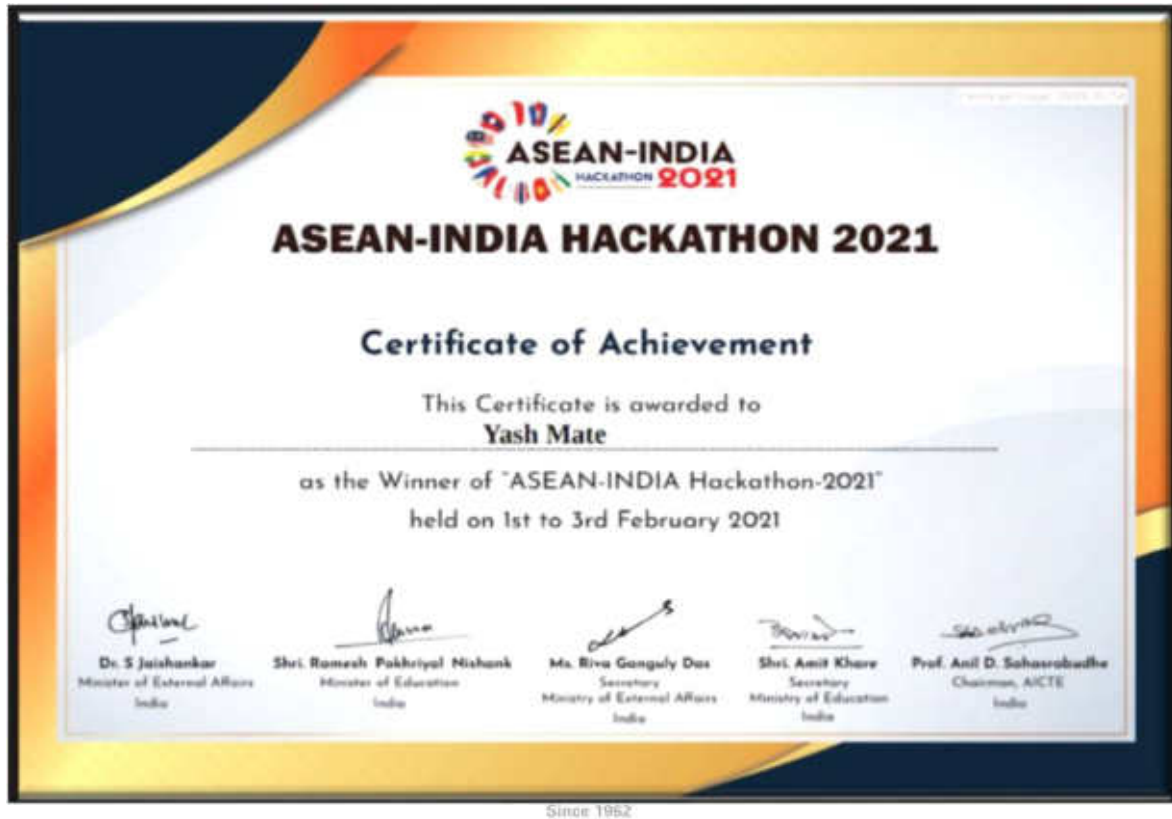 ASEAN-INDIA
HACKATHON 2021
ASEAN-INDIA HACKATHON 2021
Certificate of Achievement
This Certificate is awarded to
Yash Mate
as the Winner of "ASEAN-INDIA Hackathon-2021"
held on 1st to 3rd February 2021
Dr. S Jaishankar
Minister of External Affairs
India
Shri. Ramesh Pokhriyal Nishank
Minister of Education
India
Ms. Riva Ganguly Das
Secretary
Ministry of External Affairs
India
Shri. Amit Khare
Secretary
Ministry of Education
India
Prof. Anil D. Sahasrabudhe
Chairman, AICTE
India
Since 1962